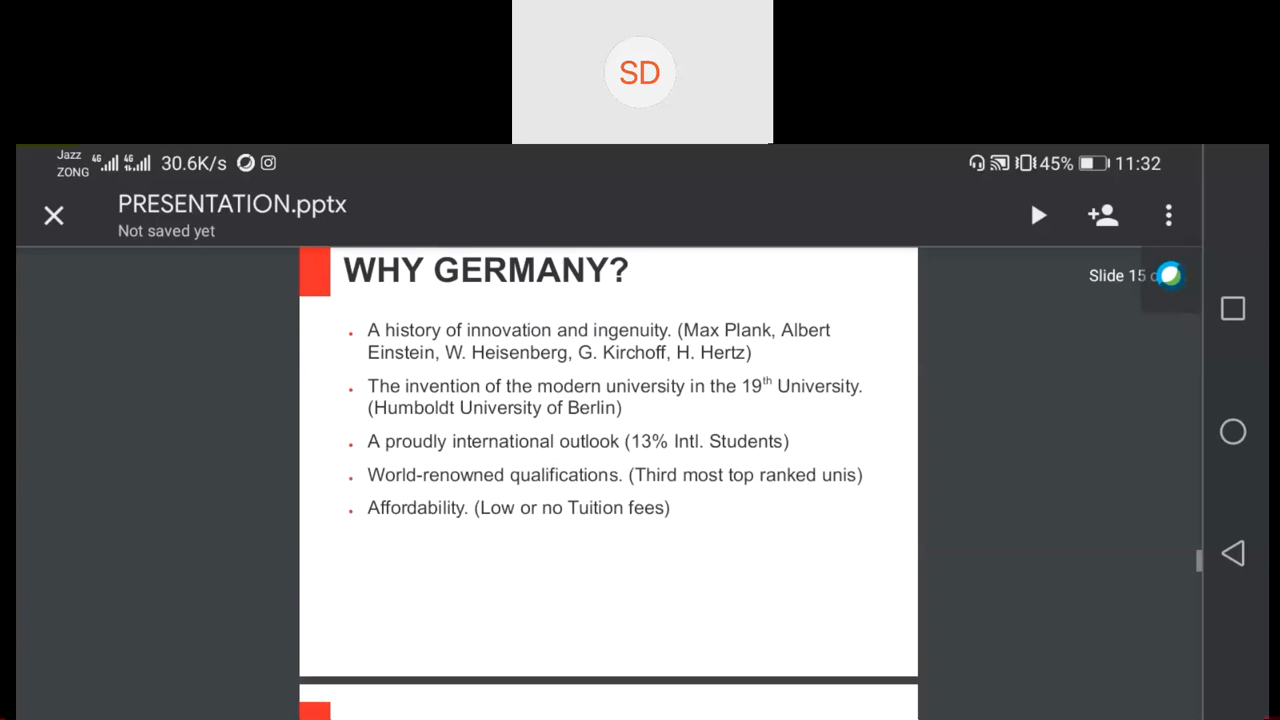 SD
Jazz
ZONG
4G 4G 30.6K/s
45% 11:32
PRESENTATION.pptx
Not saved yet
Slide 15
WHY GERMANY?
• A history of innovation and ingenuity. (Max Plank, Albert
Einstein, W. Heisenberg, G. Kirchoff, H. Hertz)
• The invention of the modern university in the 19th University.
(Humboldt University of Berlin)
• A proudly international outlook (13% Intl. Students)
• World-renowned qualifications. (Third most top ranked unis)
• Affordability. (Low or no Tuition fees)